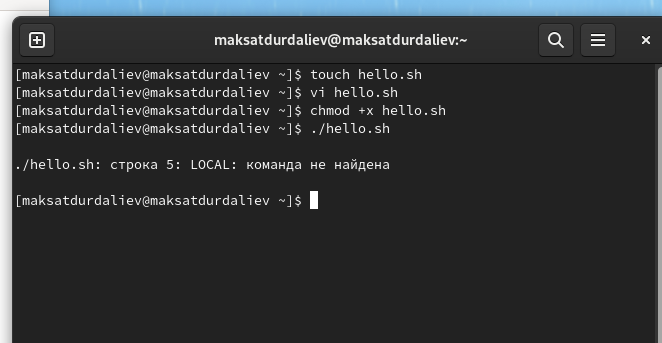 maksatdurdaliev@maksatdurdaliev:~
[maksatdurdaliev@maksatdurdaliev ~]$ touch hello.sh
[maksatdurdaliev@maksatdurdaliev ~]$ vi hello.sh
[maksatdurdaliev@maksatdurdaliev ~]$ chmod +x hello.sh
[maksatdurdaliev@maksatdurdaliev ~]$ ./hello.sh
./hello.sh: строка 5: LOCAL: команда не найдена
[maksatdurdaliev@maksatdurdaliev ~]$